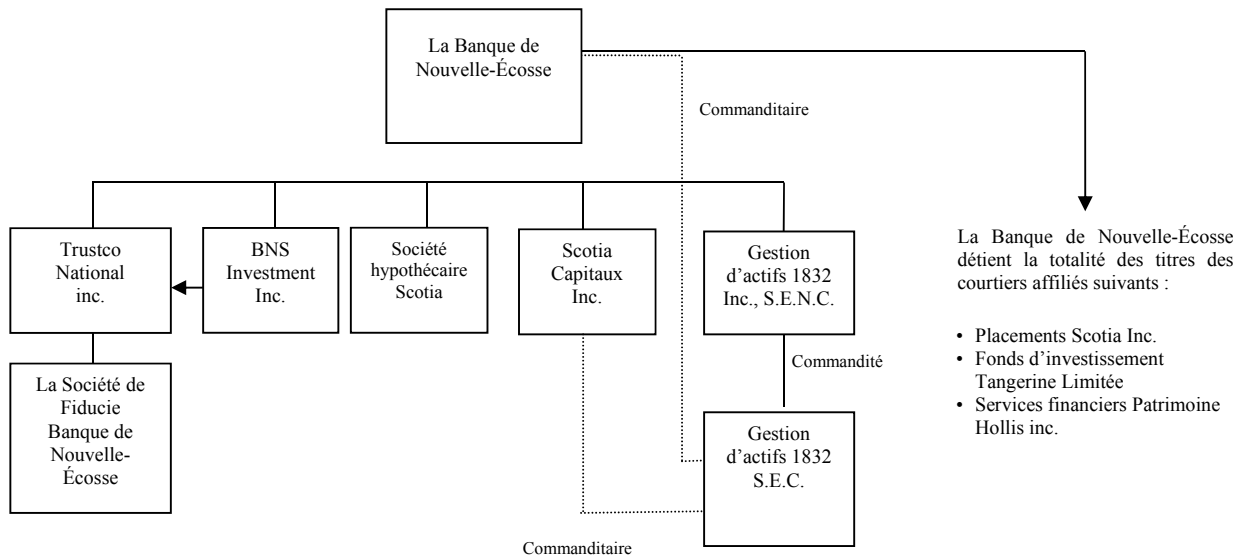 La Banque de
Nouvelle-Écosse
Commanditaire
Trustco
National
inc.
BNS
Investment
Inc.
Société
hypothécaire
Scotia
Scotia
Capitaux
Inc.
Gestion
d’actifs 1832
Inc., S.E.N.C.
Commandité
La Société de
Fiducie
Banque de
Nouvelle-
Écosse
Gestion
d’actifs 1832
S.E.C.
Commanditaire
La Banque de Nouvelle-Écosse
détient la totalité des titres des
courtiers affiliés suivants :
• Placements Scotia Inc.
• Fonds d’investissement
Tangerine Limitée
• Services financiers Patrimoine
Hollis inc.